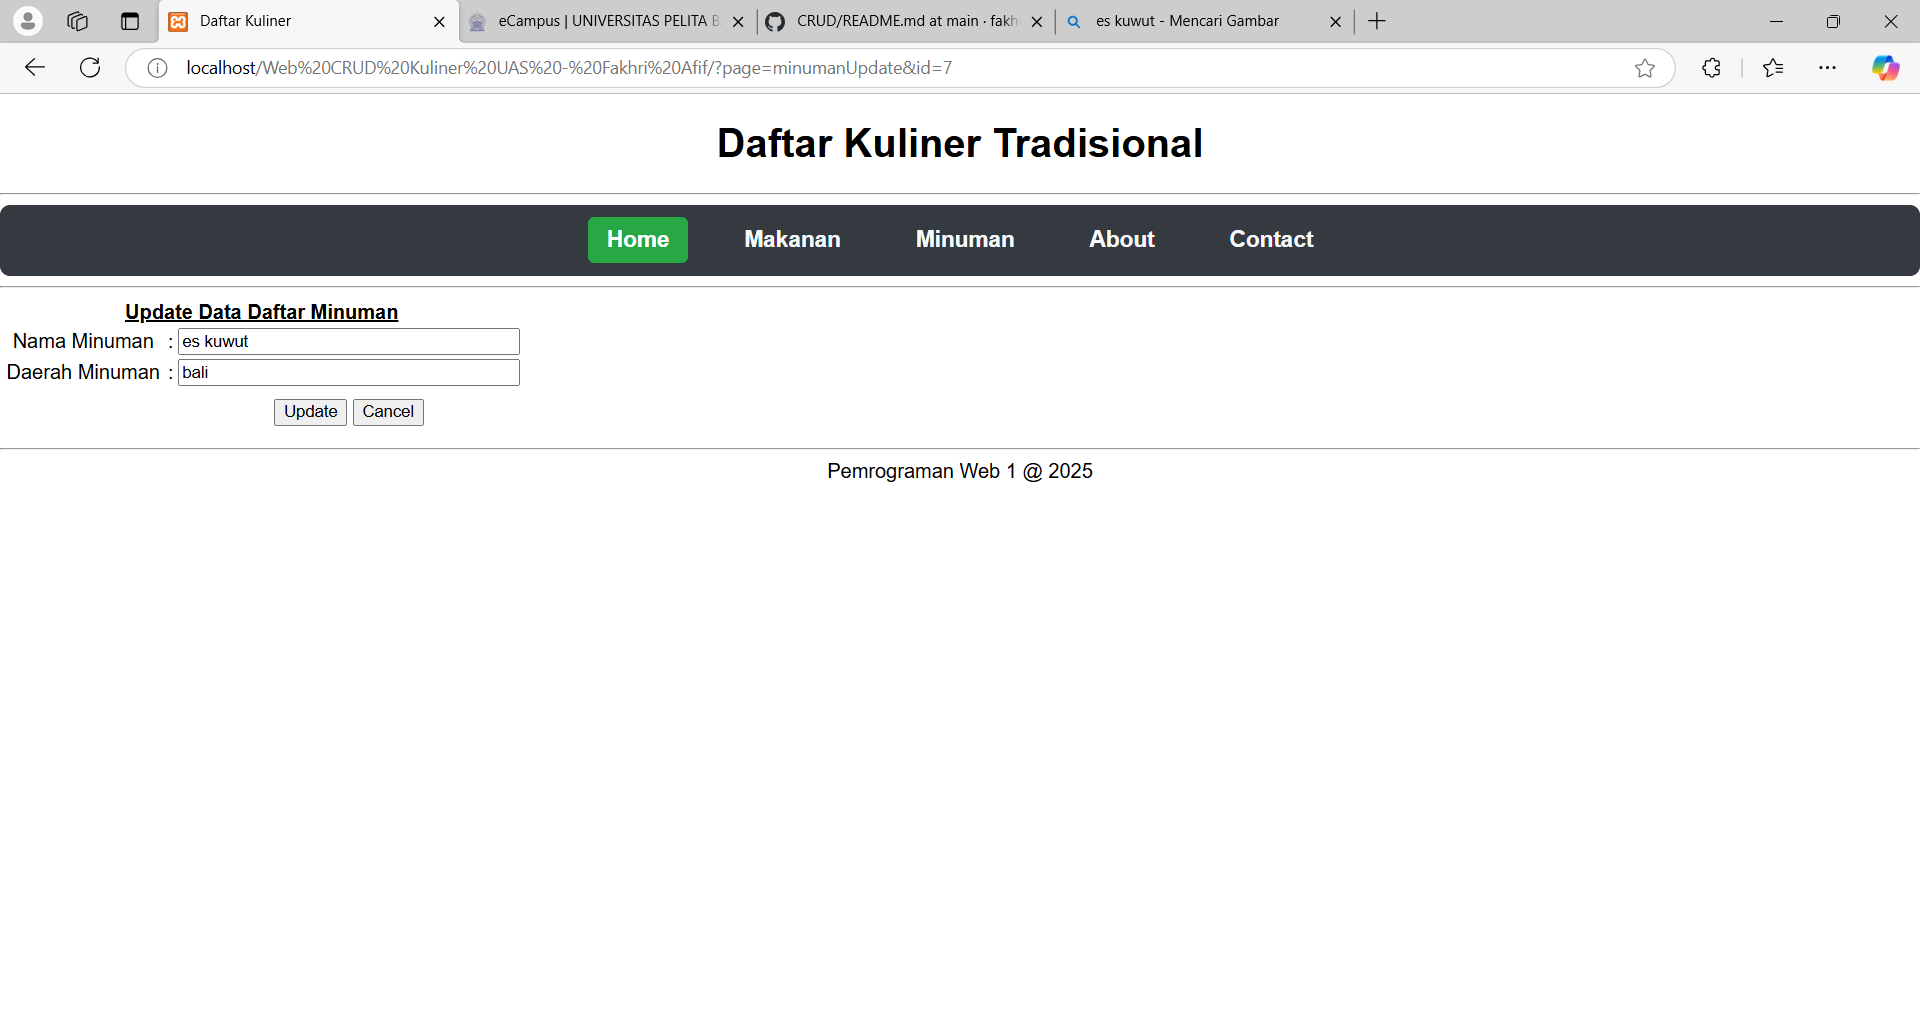 Daftar Kuliner
eCampus | UNIVERSITAS PELITA B
CRUD/README.md at main · fakh
es kuwut - Mencari Gambar
localhost/Web%20CRUD%20Kuliner%20UAS%20-%20Fakhri%20Afif/?page=minumanUpdate&id=7
Daftar Kuliner Tradisional
Home Makanan Minuman About Contact
Update Data Daftar Minuman
Nama Minuman : es kuwut
Daerah Minuman : bali
Update Cancel
Pemrograman Web 1 @ 2025